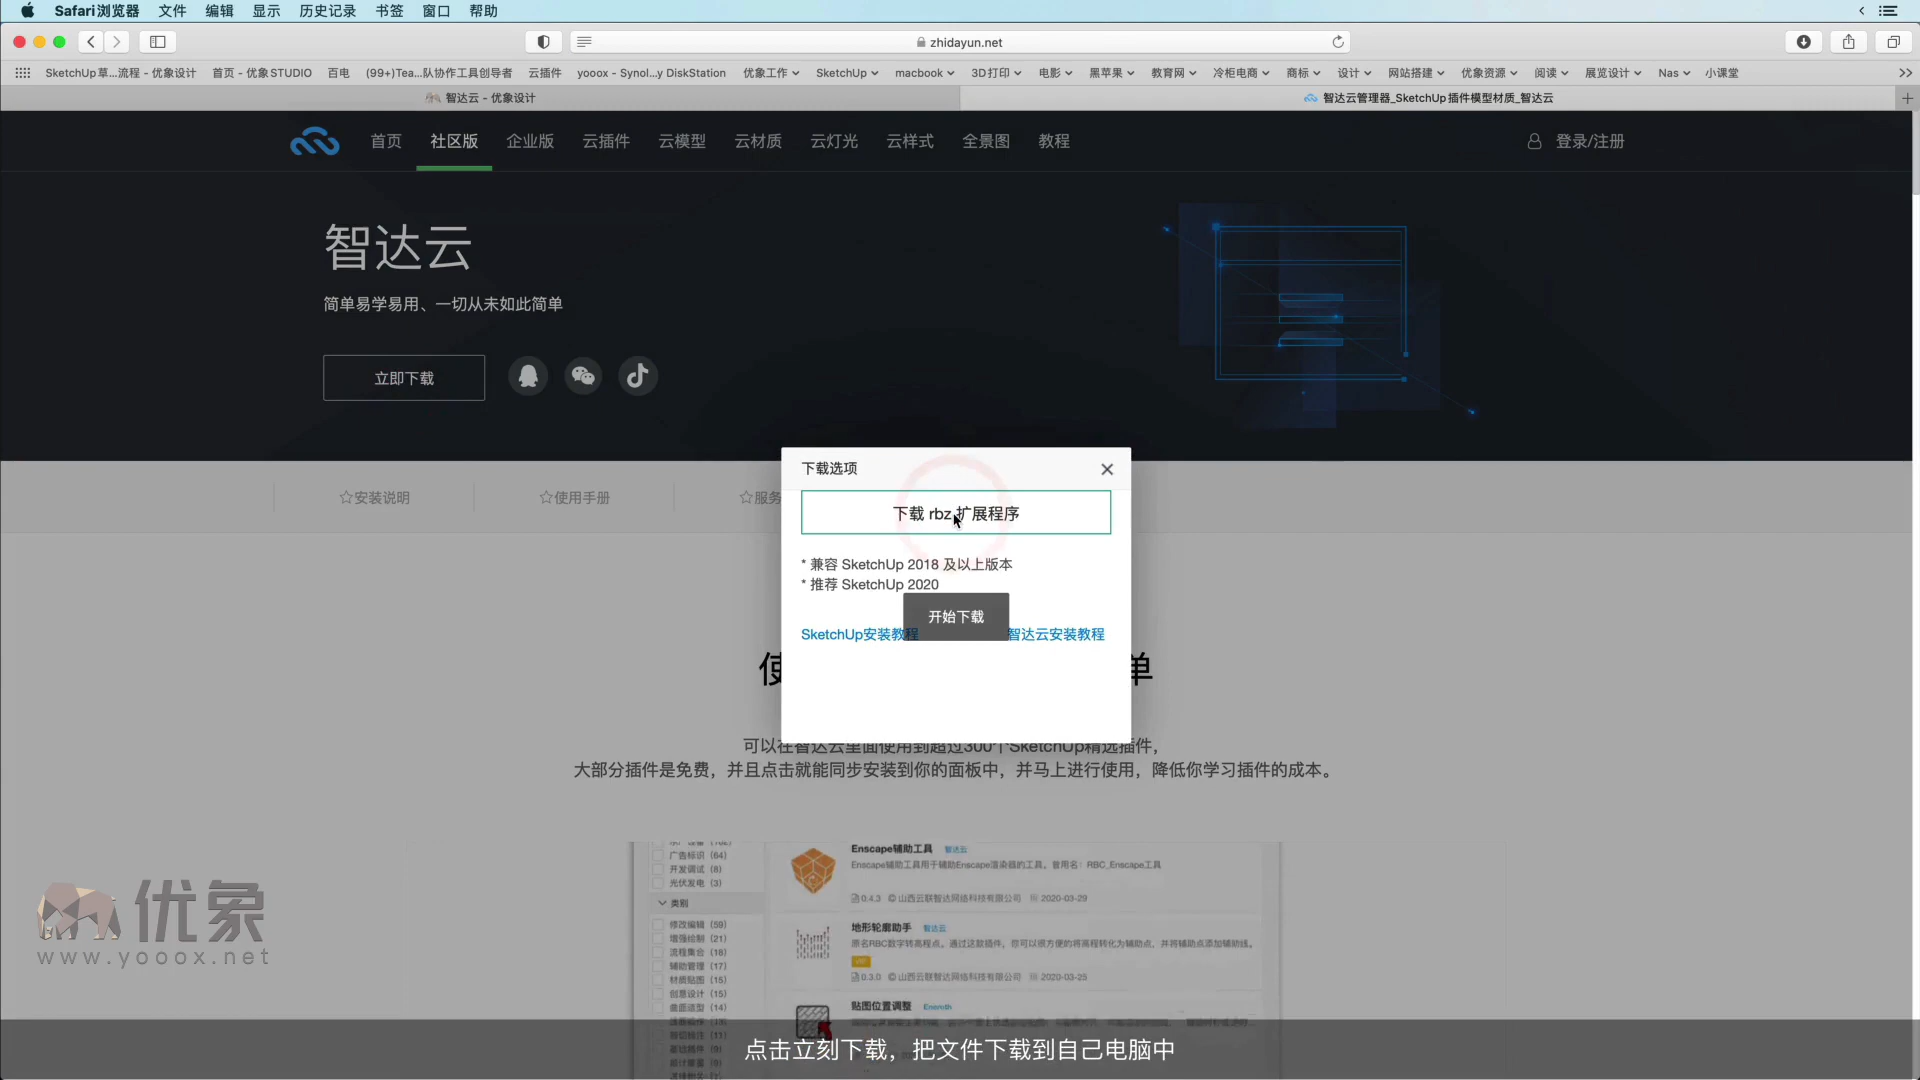 Safari浏览器 文件 编辑 显示 历史记录 书签 窗口 帮助
zhidayun.net
SketchUp草...流程 - 优象设计 首页 - 优象STUDIO 百电 (99+)Tea...队协作工具创导者 云插件 yooox - Synol...y DiskStation 优象工作 SketchUp macbook 3D打印 电影 黑苹果 教育网 冷柜电商 商标 设计 网站搭建 优象资源 阅读 展览设计 Nas 小课堂
智达云 - 优象设计 智达云管理器_SketchUp插件模型材质_智达云
首页 社区版 企业版 云插件 云模型 云材质 云灯光 云样式 全景图 教程 登录/注册
智达云
简单易学易用、一切从未如此简单
立即下载
下载选项
☆安装说明 ☆使用手册 ☆服务
下载 rbz 扩展程序
* 兼容 SketchUp 2018 及以上版本
* 推荐 SketchUp 2020
开始下载
SketchUp安装教程 智达云安装教程
单
可以在智达云里面使用到超过300个SketchUp精选插件，
大部分插件是免费，并且点击就能同步安装到你的面板中，并马上进行使用，降低你学习插件的成本。
广告标识 (64)
开发调试 (8)
光伏发电 (3)
类别
修改编辑 (59)
增强绘制 (21)
流程集合 (18)
辅助管理 (17)
材质贴图 (15)
创意设计 (15)
曲面造型 (14)
Enscape辅助工具 智达云
Enscape辅助工具用于辅助Enscape渲染器的工具，曾用名：RBC_Enscape工具
0.4.3 © 山西云联智达网络科技有限公司 2020-03-29
地形轮廓助手 智达云
原名RBC数字转高程点。通过这款插件，你可以很方便的将高程转化为辅助点，并将辅助点添加辅助线。
VIP
0.3.0 © 山西云联智达网络科技有限公司 2020-03-25
贴图位置调整 Eneroth
优象
www.yooox.net
点击立刻下载，把文件下载到自己电脑中